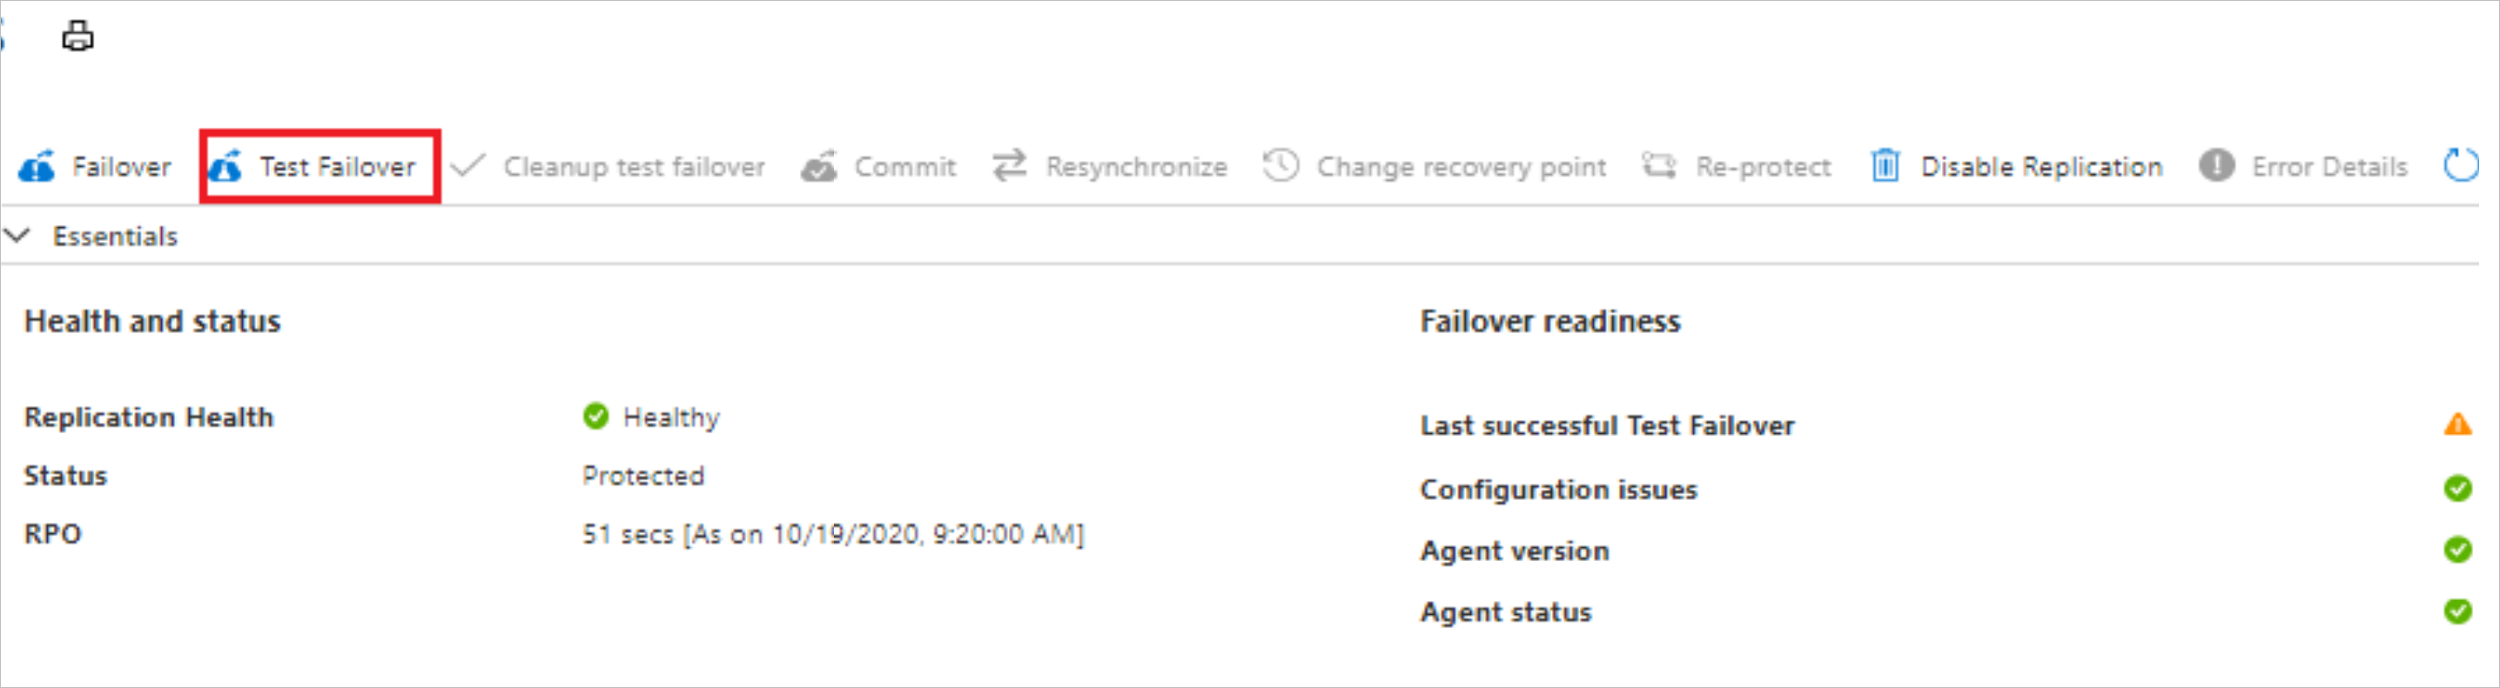 Failover Test Failover Cleanup test failover Commit Resynchronize Change recovery point Re-protect Disable Replication Error Details
Essentials
Health and status
Replication Health Healthy
Status Protected
RPO 51 secs [As on 10/19/2020, 9:20:00 AM]
Failover readiness
Last successful Test Failover
Configuration issues
Agent version
Agent status